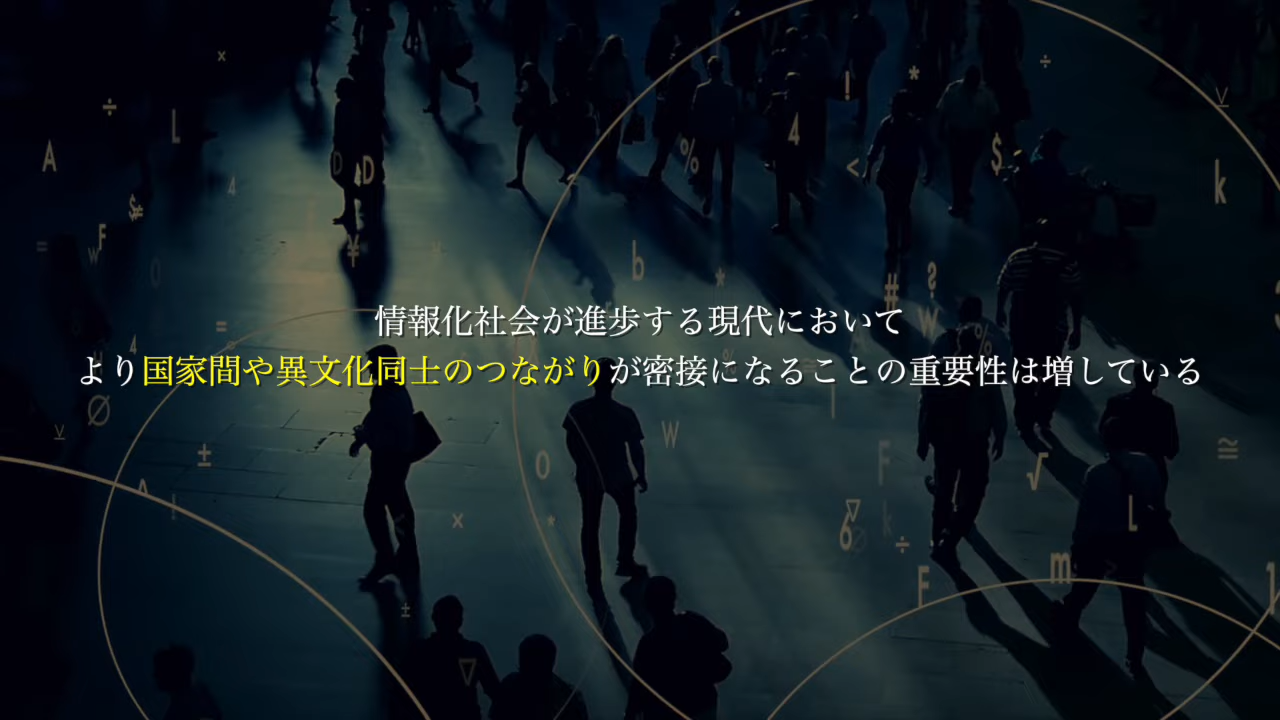 情報化社会が進歩する現代において
より国家間や異文化同士のつながりが密接になることの重要性は増している